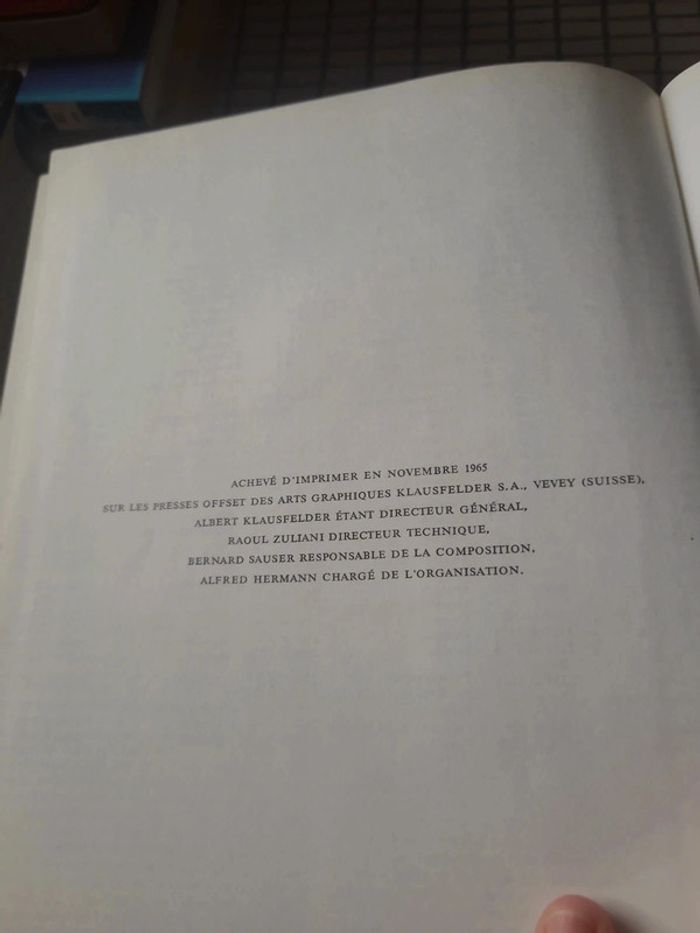 ACHEVÉ D'IMPRIMER EN NOVEMBRE 1965
SUR LES PRESSES OFFSET DES ARTS GRAPHIQUES KLAUSFELDER S.A., VEVEY (SUISSE),
ALBERT KLAUSFELDER ÉTANT DIRECTEUR GÉNÉRAL,
RAOUL ZULIANI DIRECTEUR TECHNIQUE,
BERNARD SAUSER RESPONSABLE DE LA COMPOSITION,
ALFRED HERMANN CHARGÉ DE L'ORGANISATION.